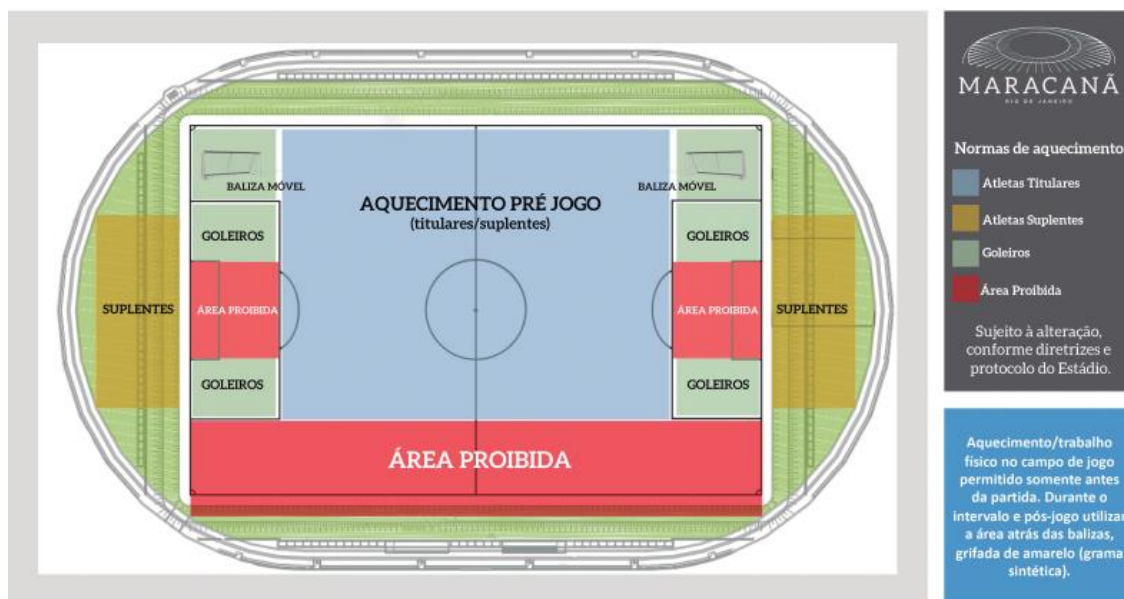 BALIZA MÓVEL
BALIZA MÓVEL
AQUECIMENTO PRÉ JOGO
(titulares/suplentes)
GOLEIROS
GOLEIROS
SUPLENTES
ÁREA PROIBIDA
ÁREA PROIBIDA
SUPLENTES
GOLEIROS
GOLEIROS
ÁREA PROIBIDA
MARACANÃ
RIO DE JANEIRO
Normas de aquecimento
Atletas Titulares
Atletas Suplentes
Goleiros
Área Proibida
Sujeito à alteração,
conforme diretrizes e
protocolo do Estádio.
Aquecimento/trabalho
físico no campo de jogo
permitido somente antes
da partida. Durante o
intervalo e pós-jogo utilizar
a área atrás das balizas,
grifada de amarelo (grama
sintética).